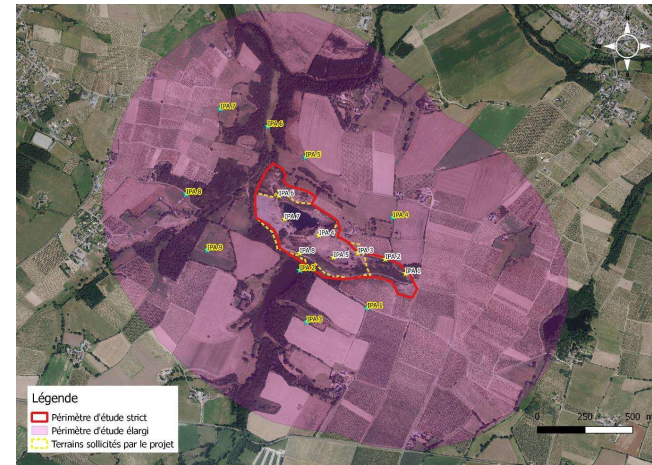 IPA 7
IPA 6
IPA 5
IPA 8
IPA 6
IPA 7
IPA 4
IPA 4
IPA 8
IPA 3
IPA 2
IPA 8
IPA 5
IPA 2
IPA 1
IPA 1
IPA 3
Légende
Périmètre d'étude strict
Périmètre d'étude élargi
Terrains sollicités par le projet
0 250 500 m